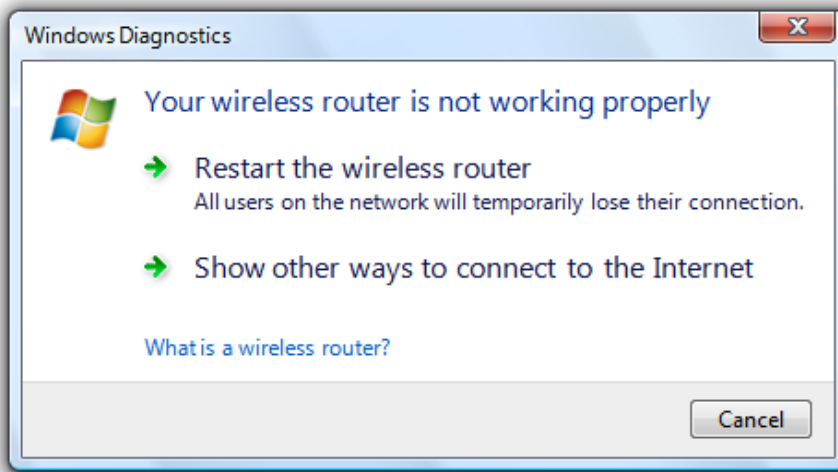 Windows Diagnostics
Your wireless router is not working properly
Restart the wireless router
All users on the network will temporarily lose their connection.
Show other ways to connect to the Internet
What is a wireless router?
Cancel